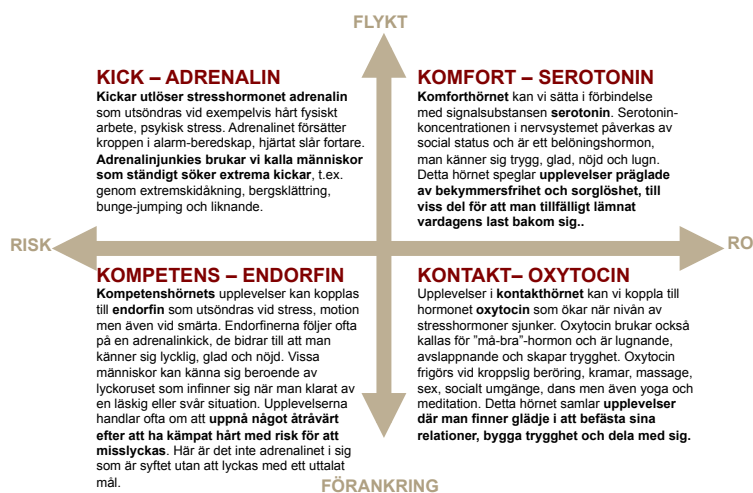 FLYKT
KICK – ADRENALIN
Kickar utlöser stresshormonet adrenalin
som utsöndras vid exempelvis hårt fysiskt
arbete, psykisk stress. Adrenalinet försätter
kroppen i alarm-beredskap, hjärtat slår fortare.
Adrenalinjunkies brukar vi kalla människor
som ständigt söker extrema kickar, t.ex.
genom extremskidåkning, bergsklättring,
bunge-jumping och liknande.
KOMFORT – SEROTONIN
Komforthörnet kan vi sätta i förbindelse
med signalsubstansen serotonin. Serotonin-
koncentrationen i nervsystemet påverkas av
social status och är ett belöningshormon,
man känner sig trygg, glad, nöjd och lugn.
Detta hörnet speglar upplevelser präglade
av bekymmersfrihet och sorglöshet, till
viss del för att man tillfälligt lämnat
vardagens last bakom sig..
RISK
RO
KOMPETENS – ENDORFIN
Kompetenshörnets upplevelser kan kopplas
till endorfin som utsöndras vid stress, motion
men även vid smärta. Endorfinerna följer ofta
på en adrenalinkick, de bidrar till att man
känner sig lycklig, glad och nöjd. Vissa
människor kan känna sig beroende av
lyckoruset som infinner sig när man klarat av
en läskig eller svår situation. Upplevelserna
handlar ofta om att uppnå något åtråvärt
efter att ha kämpat hårt med risk för att
misslyckas. Här är det inte adrenalinet i sig
som är syftet utan att lyckas med ett uttalat
mål.
KONTAKT– OXYTOCIN
Upplevelser i kontakthörnet kan vi koppla till
hormonet oxytocin som ökar när nivån av
stresshormoner sjunker. Oxytocin brukar också
kallas för ”må-bra”-hormon och är lugnande,
avslappnande och skapar trygghet. Oxytocin
frigörs vid kroppslig beröring, kramar, massage,
sex, socialt umgänge, dans men även yoga och
meditation. Detta hörnet samlar upplevelser
där man finner glädje i att befästa sina
relationer, bygga trygghet och dela med sig.
FÖRANKRING